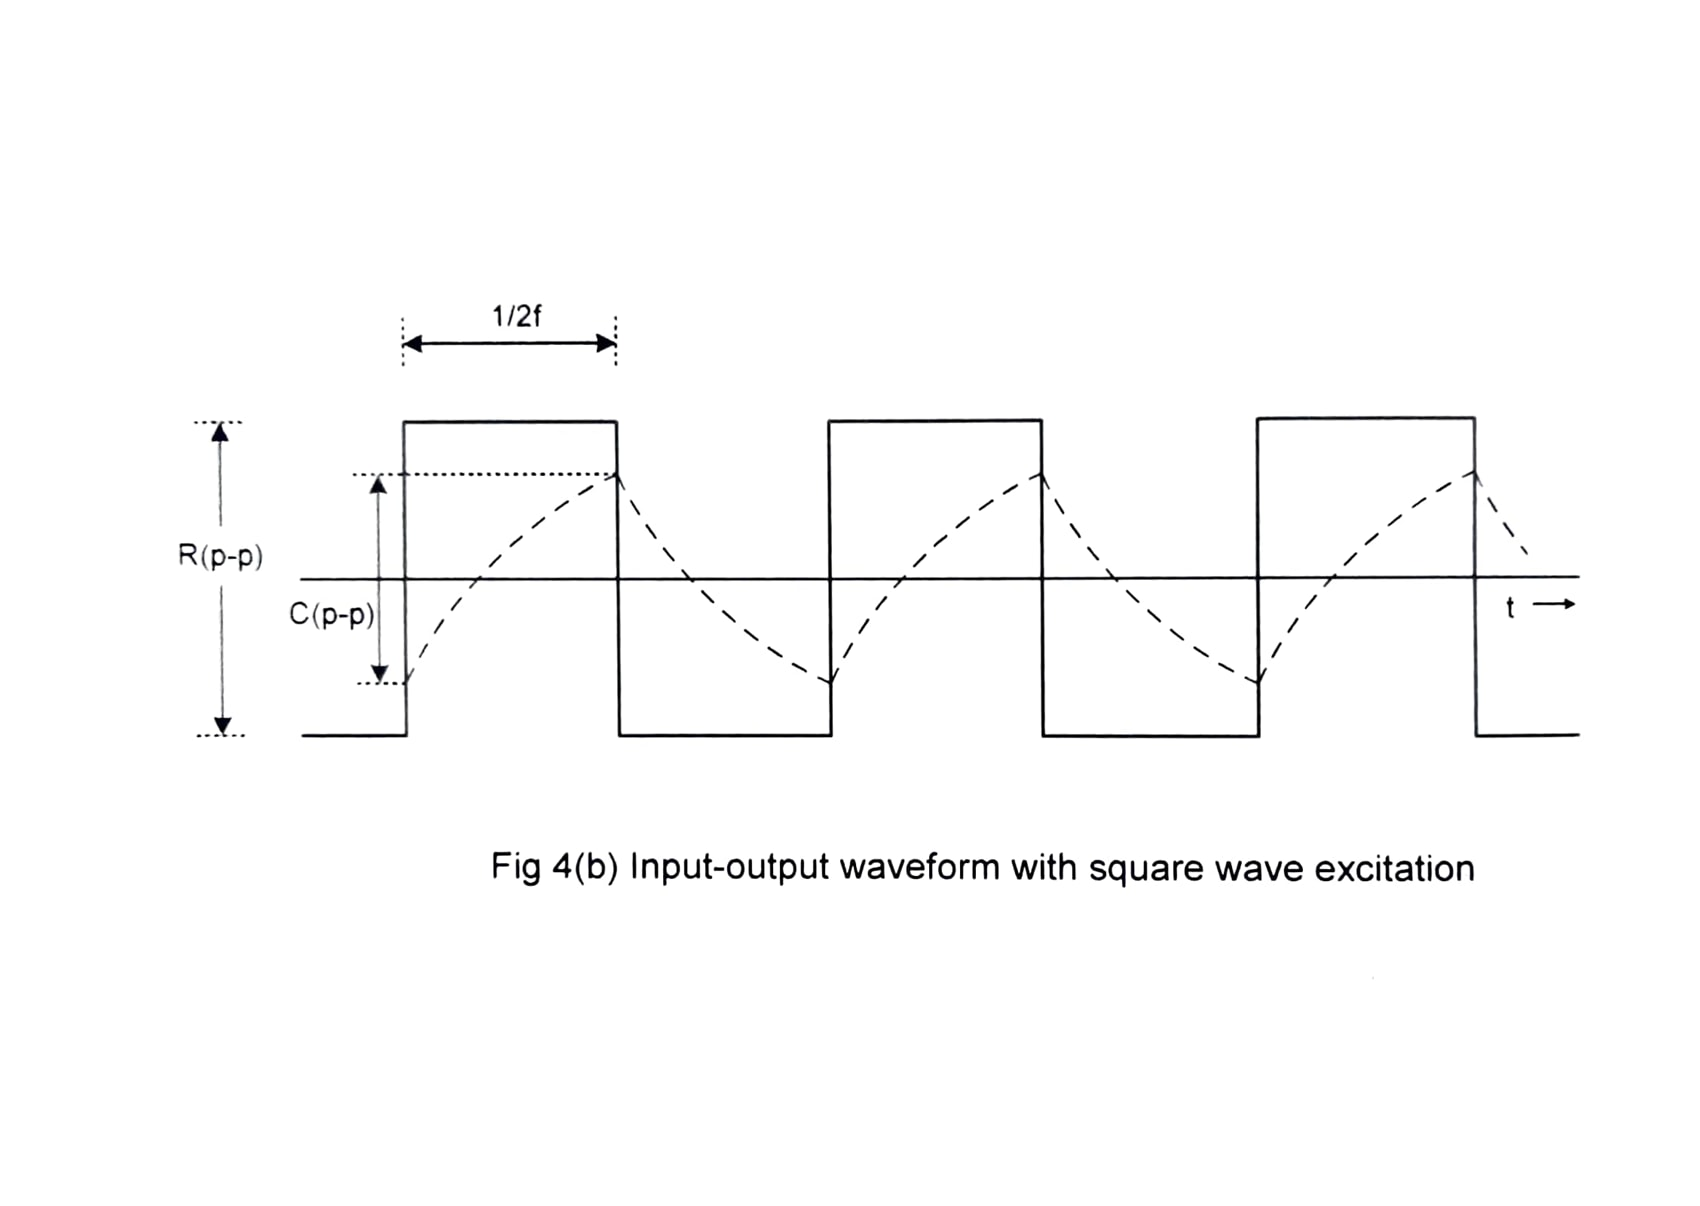 1/2f
R(p-p)
C(p-p)
t
Fig 4(b) Input-output waveform with square wave excitation